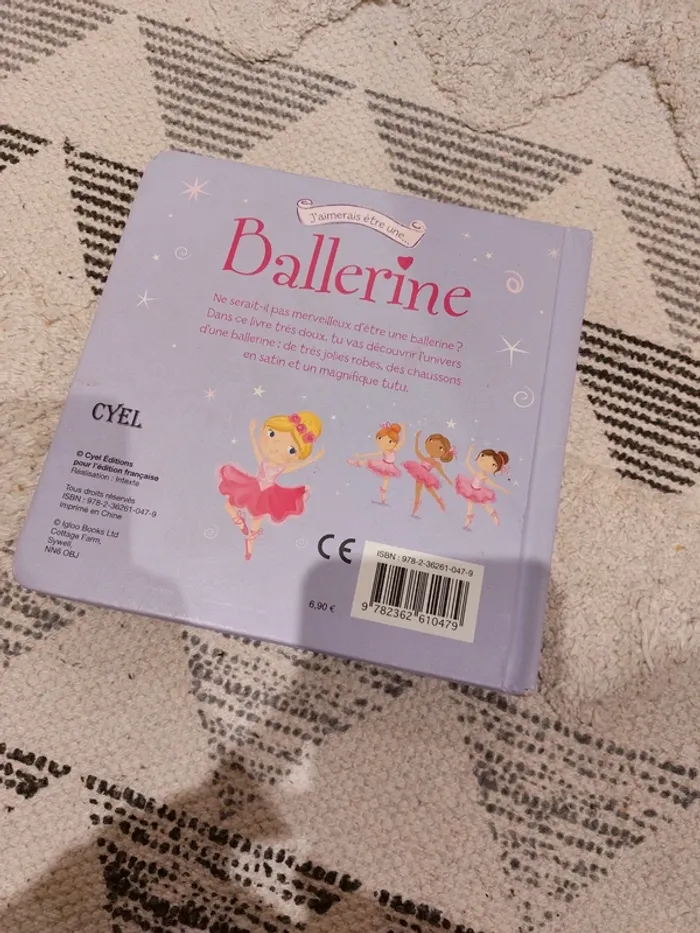 J'aimerais être une...
Ballerine
Ne serait-il pas merveilleux d'être une ballerine ?
Dans ce livre très doux, tu vas découvrir l'univers
d'une ballerine : de très jolies robes, des chaussons
en satin et un magnifique tutu.
CYEL
© Cyel Éditions
pour l'édition française
Réalisation : Intexte
Tous droits réservés
ISBN : 978-2-36261-047-9
Imprimé en Chine
© Igloo Books Ltd
Cottage Farm,
Sywell,
NN6 OBJ
CE
6,90 €
ISBN : 978-2-36261-047-9
9 782362 610479